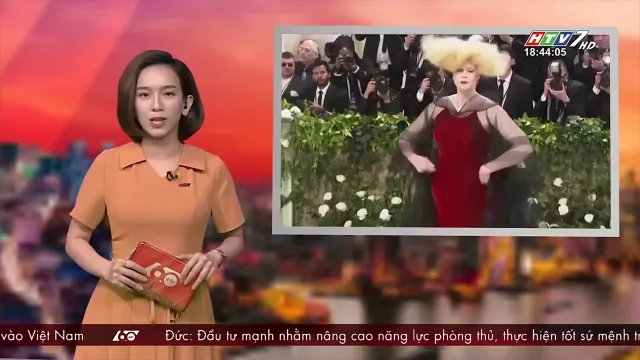 HTV7 HD
18:44:05
vào Việt Nam 60 Đức: Đầu tư mạnh nhằm nâng cao năng lực phòng thủ, thực hiện tốt sứ mệnh t